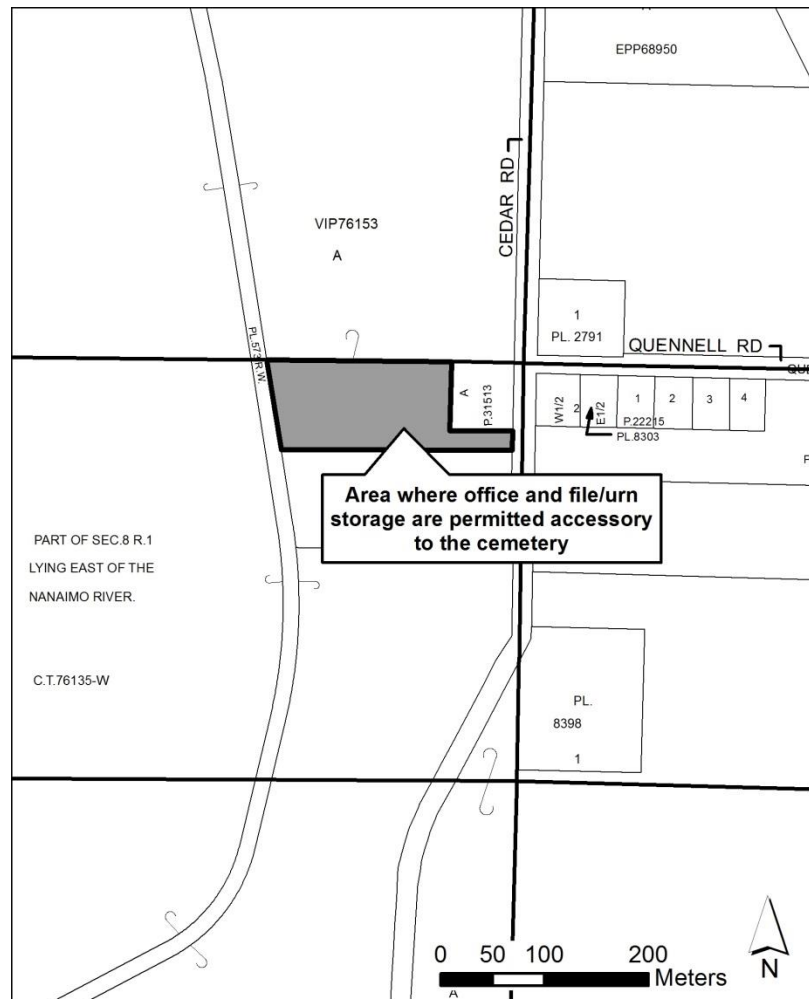 EPP68950
CEDAR RD
VIP76153
A
1
PL. 2791
QUENNELL RD
PL.573 R.W.
A
P.31513
W1/2
2
E1/2
1
2
3
4
P.22215
PL.8303
Area where office and file/urn
storage are permitted accessory
to the cemetery
PART OF SEC.8 R.1
LYING EAST OF THE
NANAIMO RIVER.
C.T.76135-W
PL.
8398
1
0 50 100 200
Meters
N
A